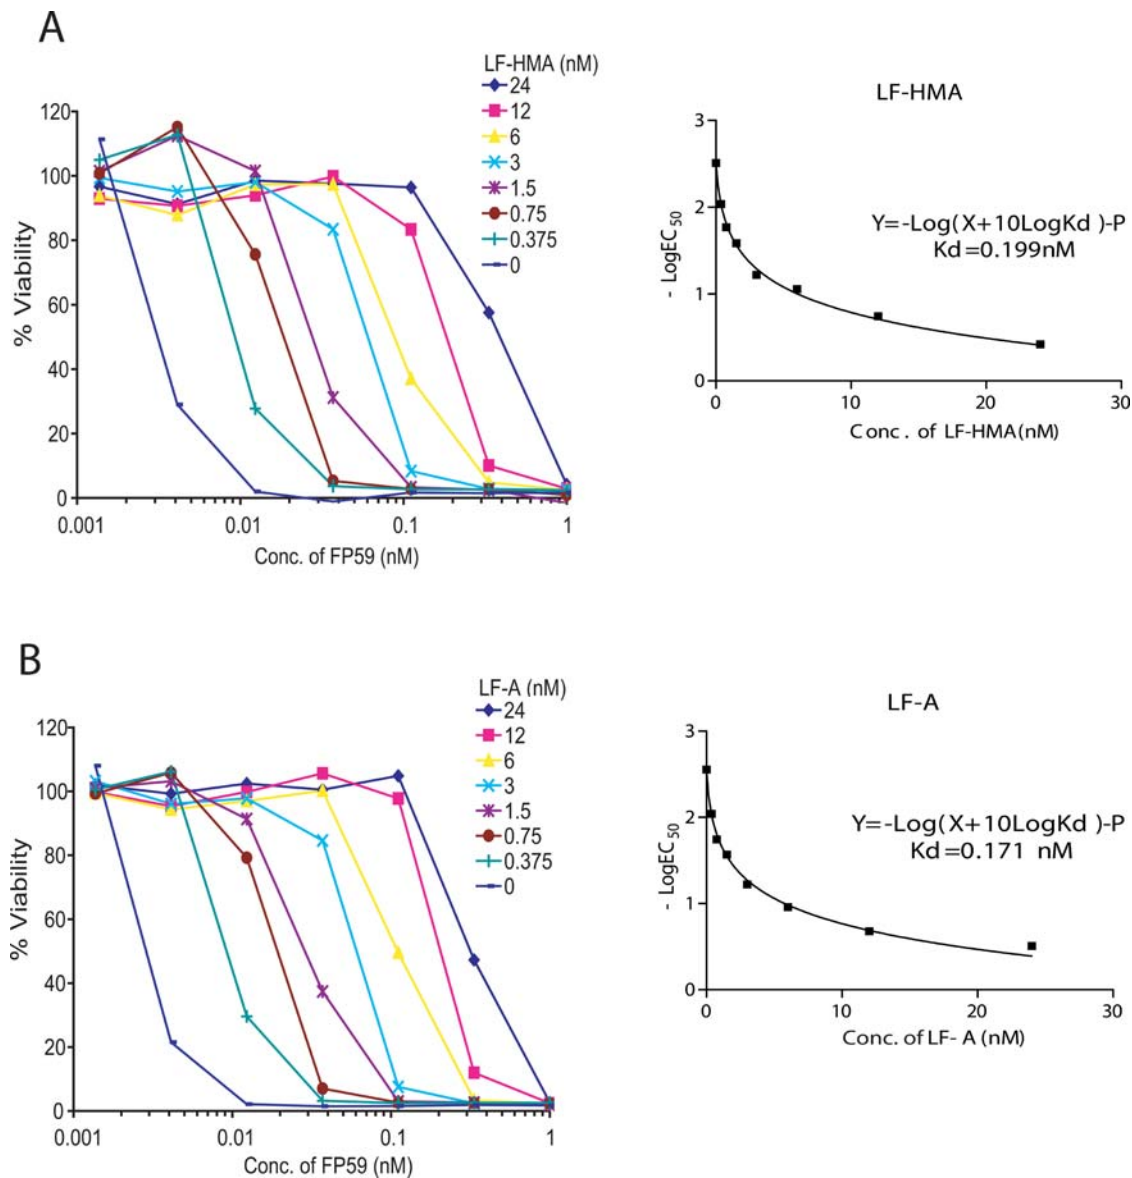 A
LF-HMA (nM)
24
12
6
3
1.5
0.75
0.375
0
120
100
80
60
40
20
0
% Viability
0.001 0.01 0.1 1
Conc. of FP59 (nM)
LF-HMA
3
2
1
0
- LogEC50
Y=-Log(X+10LogKd )-P
Kd=0.199nM
0 10 20 30
Conc. of LF-HMA(nM)
B
LF-A (nM)
24
12
6
3
1.5
0.75
0.375
0
120
100
80
60
40
20
0
% Viability
0.001 0.01 0.1 1
Conc. of FP59 (nM)
LF-A
3
2
1
0
- LogEC50
Y=-Log(X+10LogKd )-P
Kd=0.171 nM
0 10 20 30
Conc. of LF- A (nM)